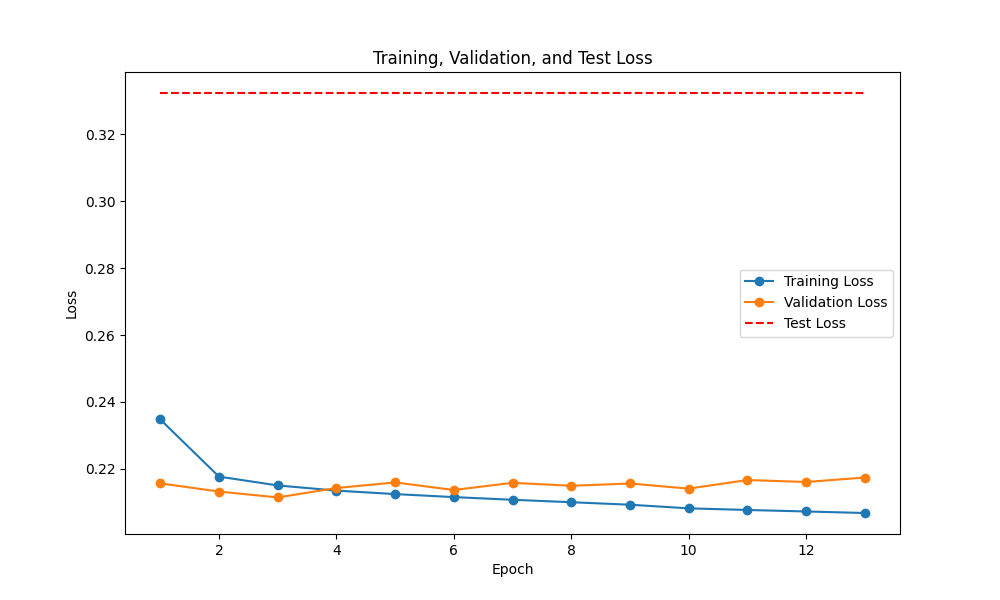 Training, Validation, and Test Loss
Loss
0.32
0.30
0.28
0.26
0.24
0.22
Training Loss
Validation Loss
Test Loss
2 4 6 8 10 12
Epoch